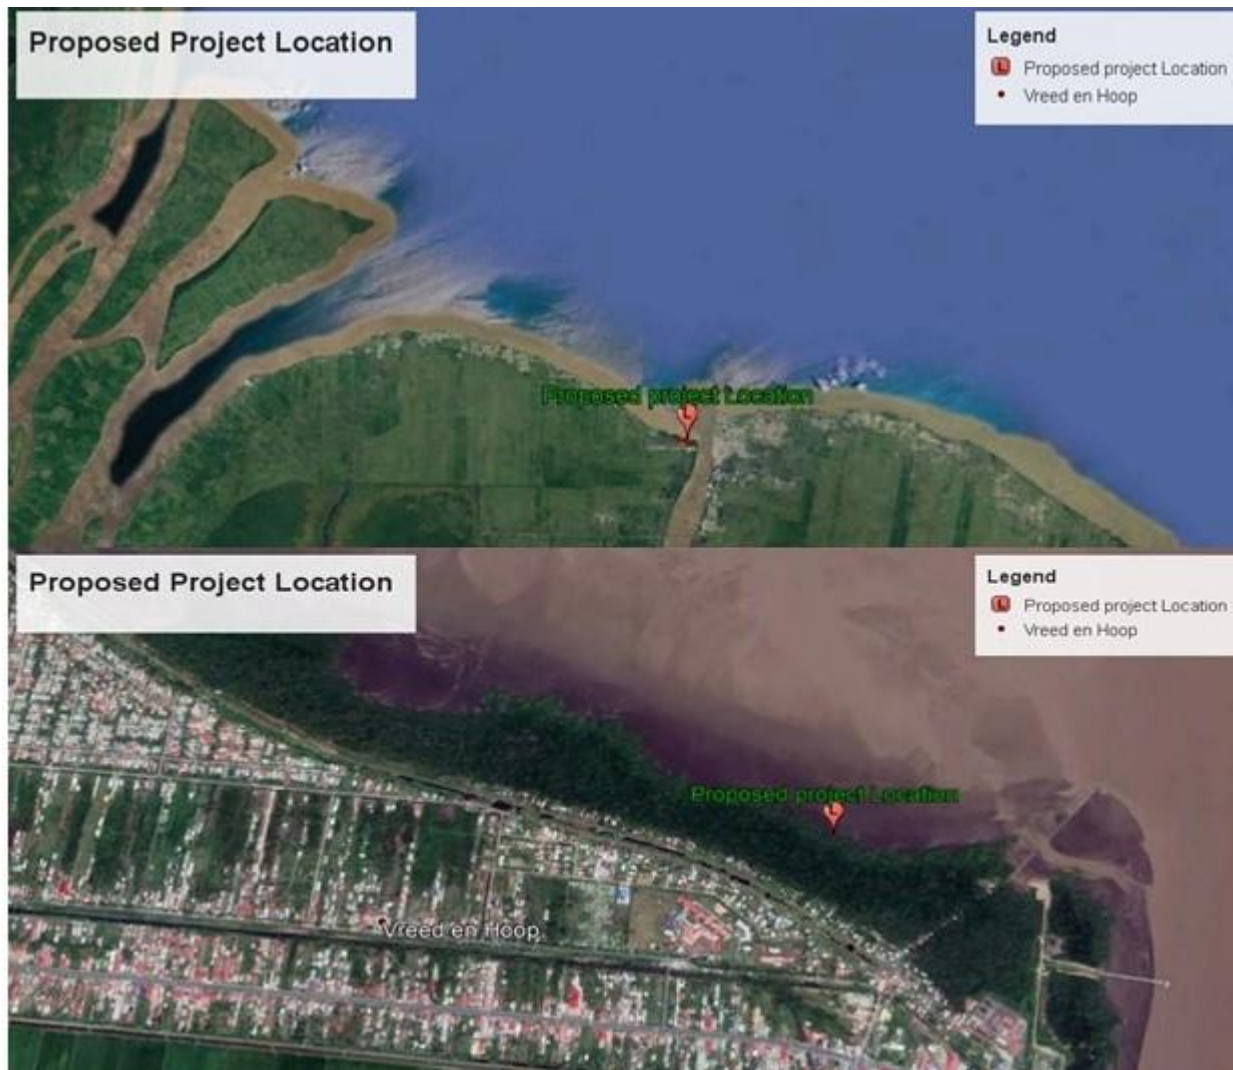 Proposed Project Location
Legend
L Proposed project Location
Vreed en Hoop
Proposed project Location
L
Proposed Project Location
Legend
L Proposed project Location
Vreed en Hoop
Proposed project Location
L
Vreed en Hoop